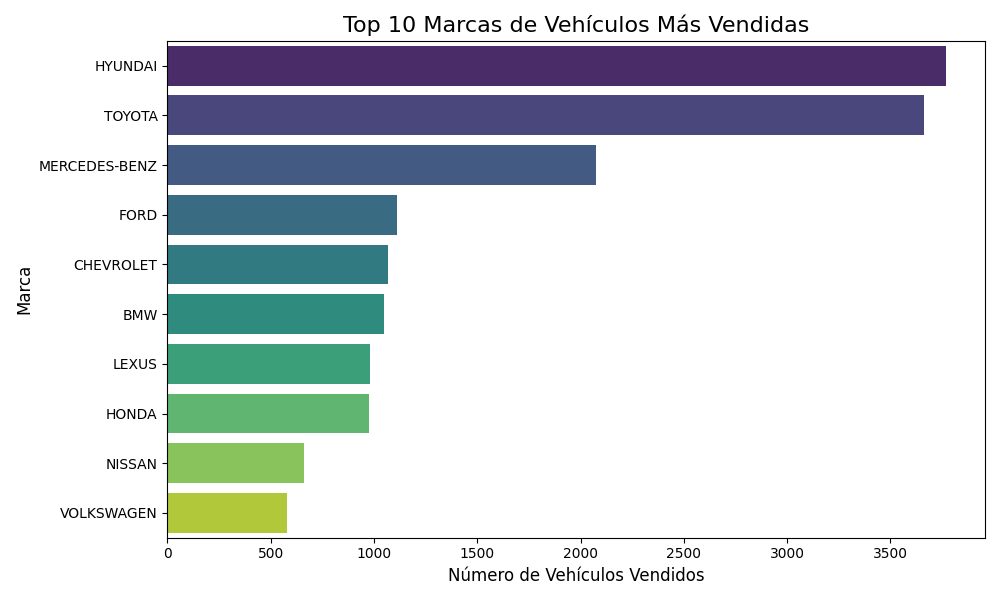 Top 10 Marcas de Vehículos Más Vendidas
Marca
HYUNDAI
TOYOTA
MERCEDES-BENZ
FORD
CHEVROLET
BMW
LEXUS
HONDA
NISSAN
VOLKSWAGEN
0 500 1000 1500 2000 2500 3000 3500
Número de Vehículos Vendidos